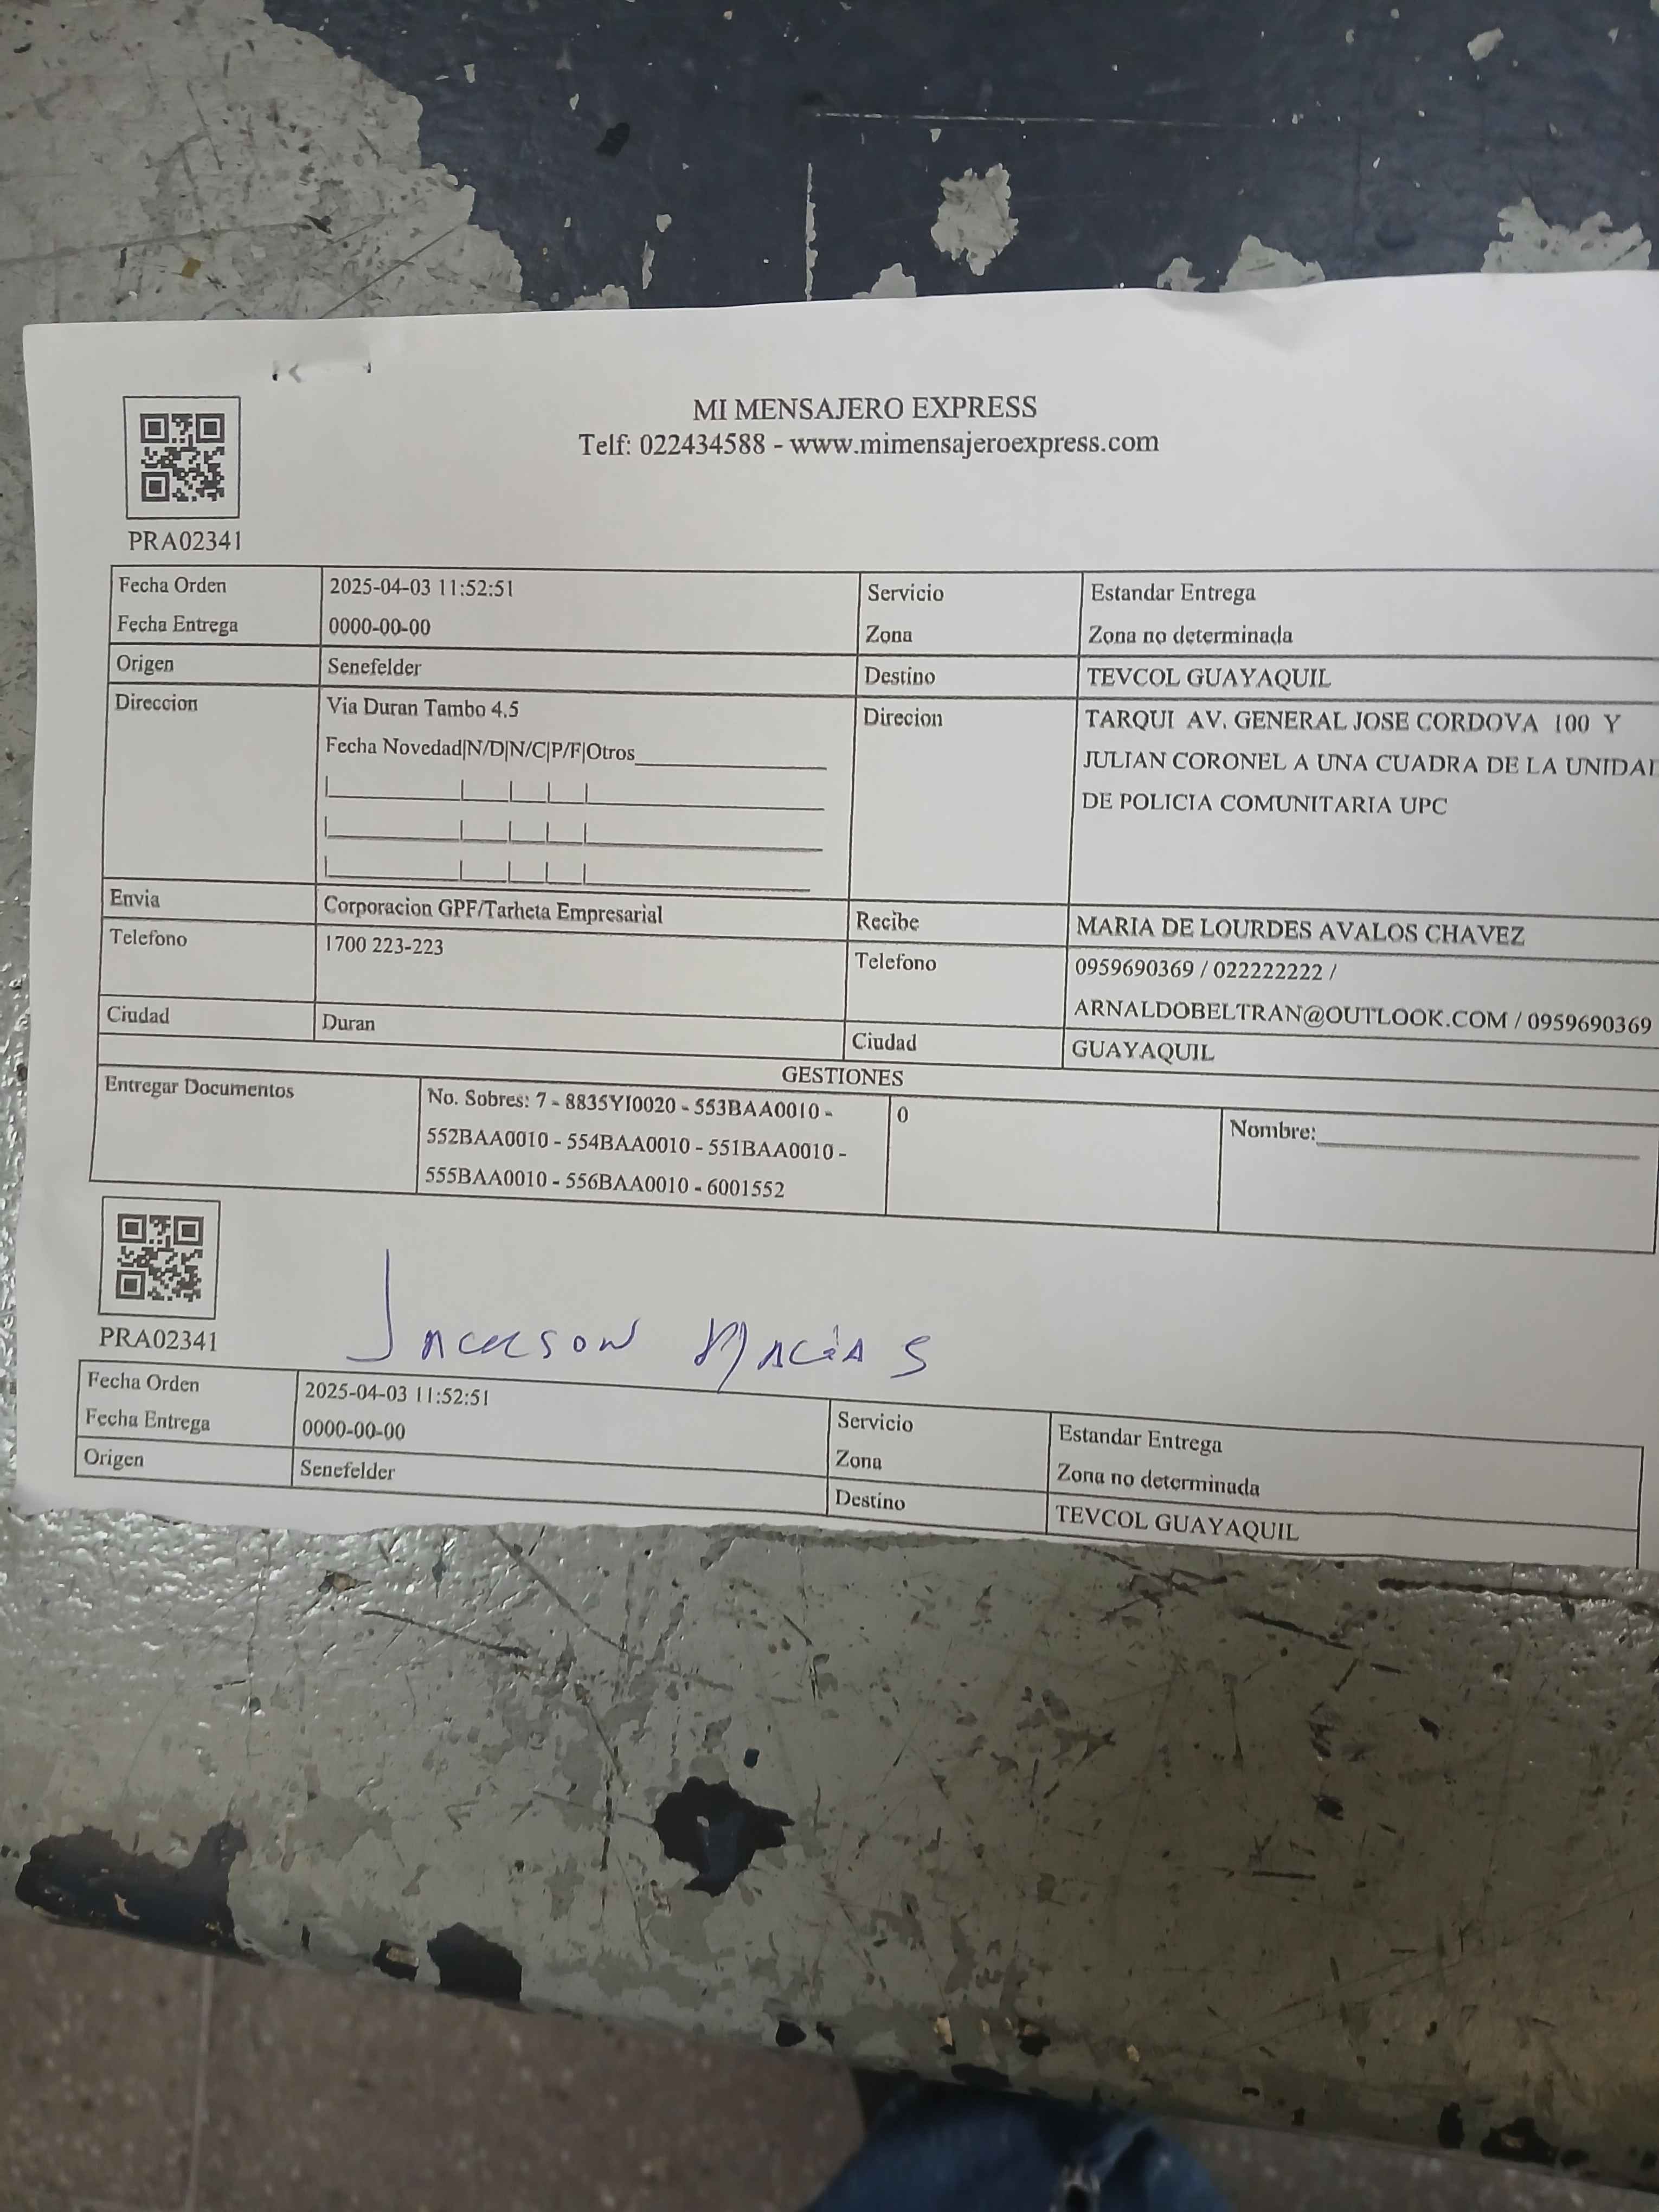 MI MENSAJERO EXPRESS
Telf: 022434588 - www.mimensajeroexpress.com
PRA02341
Fecha Orden 2025-04-03 11:52:51 Servicio Estandar Entrega
Fecha Entrega 0000-00-00 Zona Zona no determinada
Origen Senefelder Destino TEVCOL GUAYAQUIL
Direccion Via Duran Tambo 4.5 Direcion TARQUI AV. GENERAL JOSE CORDOVA 100 Y
Fecha Novedad|N/D|N/C|P/F|Otros JULIAN CORONEL A UNA CUADRA DE LA UNIDAD
DE POLICIA COMUNITARIA UPC
Envia Corporacion GPF/Tarheta Empresarial Recibe MARIA DE LOURDES AVALOS CHAVEZ
Telefono 1700 223-223 Telefono 0959690369 / 022222222 /
ARNALDOBELTRAN@OUTLOOK.COM / 0959690369
Ciudad Duran Ciudad GUAYAQUIL
GESTIONES
Entregar Documentos No. Sobres: 7 - 8835YI0020 - 553BAA0010 - 0 Nombre:
552BAA0010 - 554BAA0010 - 551BAA0010 -
555BAA0010 - 556BAA0010 - 6001552
PRA02341
Macias
Fecha Orden 2025-04-03 11:52:51 Servicio Estandar Entrega
Fecha Entrega 0000-00-00 Zona Zona no determinada
Origen Senefelder Destino TEVCOL GUAYAQUIL